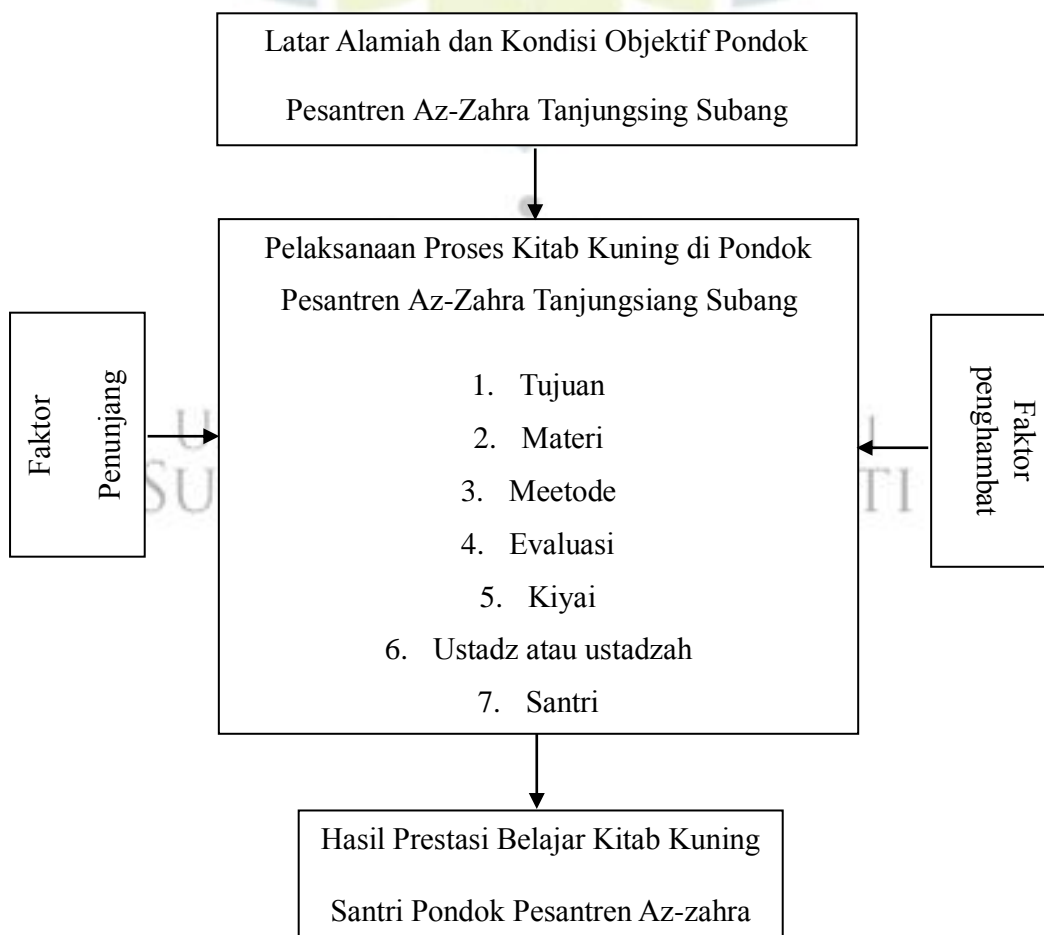 Latar Alamiah dan Kondisi Objektif Pondok
Pesantren Az-Zahra Tanjungsing Subang
Pelaksanaan Proses Kitab Kuning di Pondok
Pesantren Az-Zahra Tanjungsiang Subang
1. Tujuan
2. Materi
3. Meetode
4. Evaluasi
5. Kiyai
6. Ustadz atau ustadzah
7. Santri
Faktor
Penunjang
Faktor
penghambat
Hasil Prestasi Belajar Kitab Kuning
Santri Pondok Pesantren Az-zahra